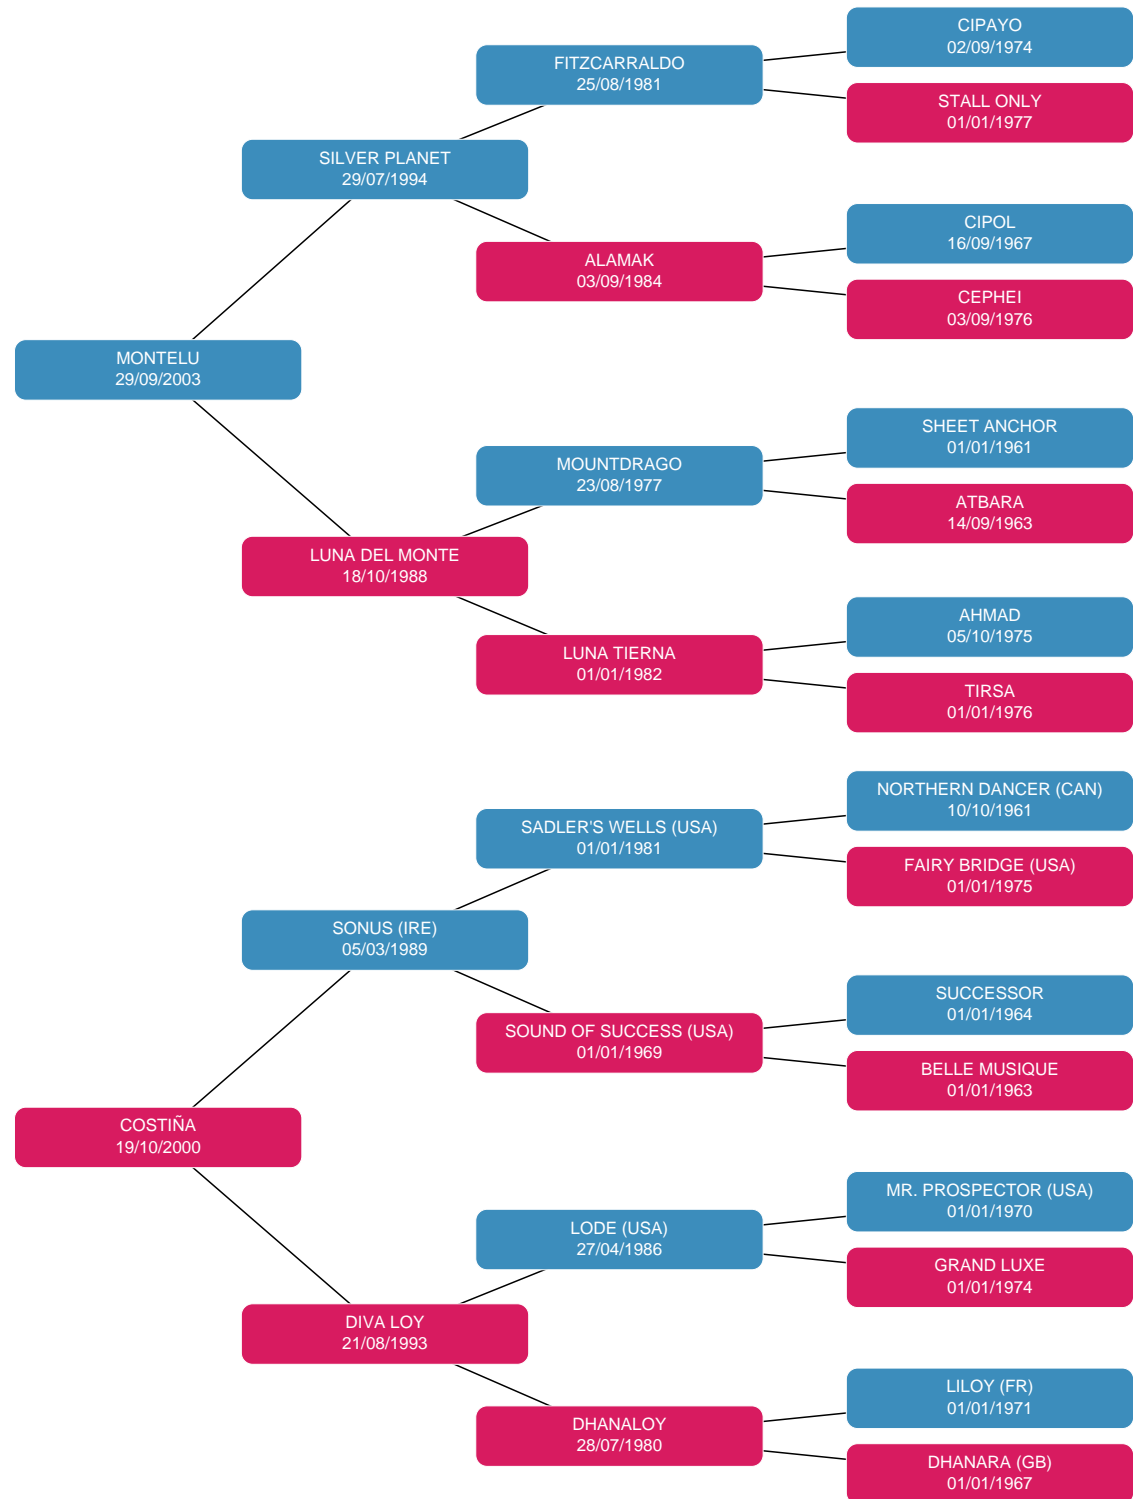 CIPAYO
02/09/1974
FITZCARRALDO
25/08/1981
STALL ONLY
01/01/1977
SILVER PLANET
29/07/1994
CIPOL
16/09/1967
ALAMAK
03/09/1984
CEPHEI
03/09/1976
MONTELU
29/09/2003
SHEET ANCHOR
01/01/1961
MOUNTDRAGO
23/08/1977
ATBARA
14/09/1963
LUNA DEL MONTE
18/10/1988
AHMAD
05/10/1975
LUNA TIERNA
01/01/1982
TIRSA
01/01/1976
NORTHERN DANCER (CAN)
10/10/1961
SADLER'S WELLS (USA)
01/01/1981
FAIRY BRIDGE (USA)
01/01/1975
SONUS (IRE)
05/03/1989
SUCCESSOR
01/01/1964
SOUND OF SUCCESS (USA)
01/01/1969
BELLE MUSIQUE
01/01/1963
COSTIÑA
19/10/2000
MR. PROSPECTOR (USA)
01/01/1970
LODE (USA)
27/04/1986
GRAND LUXE
01/01/1974
DIVA LOY
21/08/1993
LILOY (FR)
01/01/1971
DHANALOY
28/07/1980
DHANARA (GB)
01/01/1967